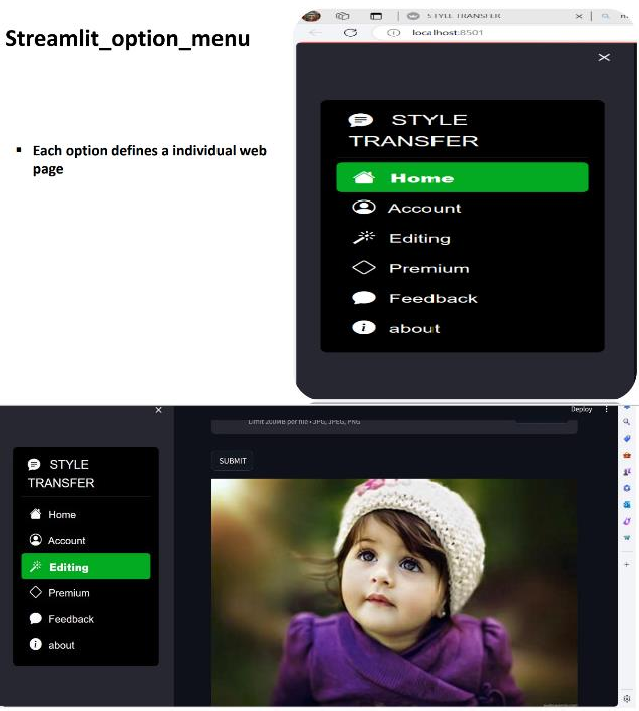 Streamlit_option_menu
Each option defines a individual web
page
STYLE TRANSFER
localhost:8501
STYLE
TRANSFER
Home
Account
Editing
Premium
Feedback
about
Deploy
Limit 200MB per file • JPG, JPEG, PNG
SUBMIT
STYLE
TRANSFER
Home
Account
Editing
Premium
Feedback
about